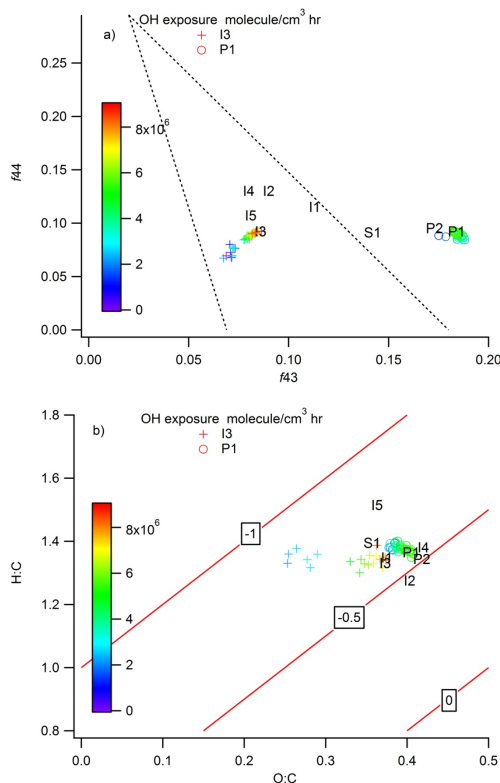 OH exposure molecule/cm³ hr
a)
I3
P1
0.25
0.20
0.15
0.10
0.05
0.00
f44
8x10⁶
6
4
2
0
I4 I2
I1
I5
I3
S1
P2 P1
0.00 0.05 0.10 0.15 0.20
f43
b)
OH exposure molecule/cm³ hr
I3
P1
1.8
1.6
1.4
1.2
1.0
0.8
H:C
8x10⁶
6
4
2
0
-1
-0.5
0
I5
S1
I1
I3
P1
I4
P2
I2
0.0 0.1 0.2 0.3 0.4 0.5
O:C